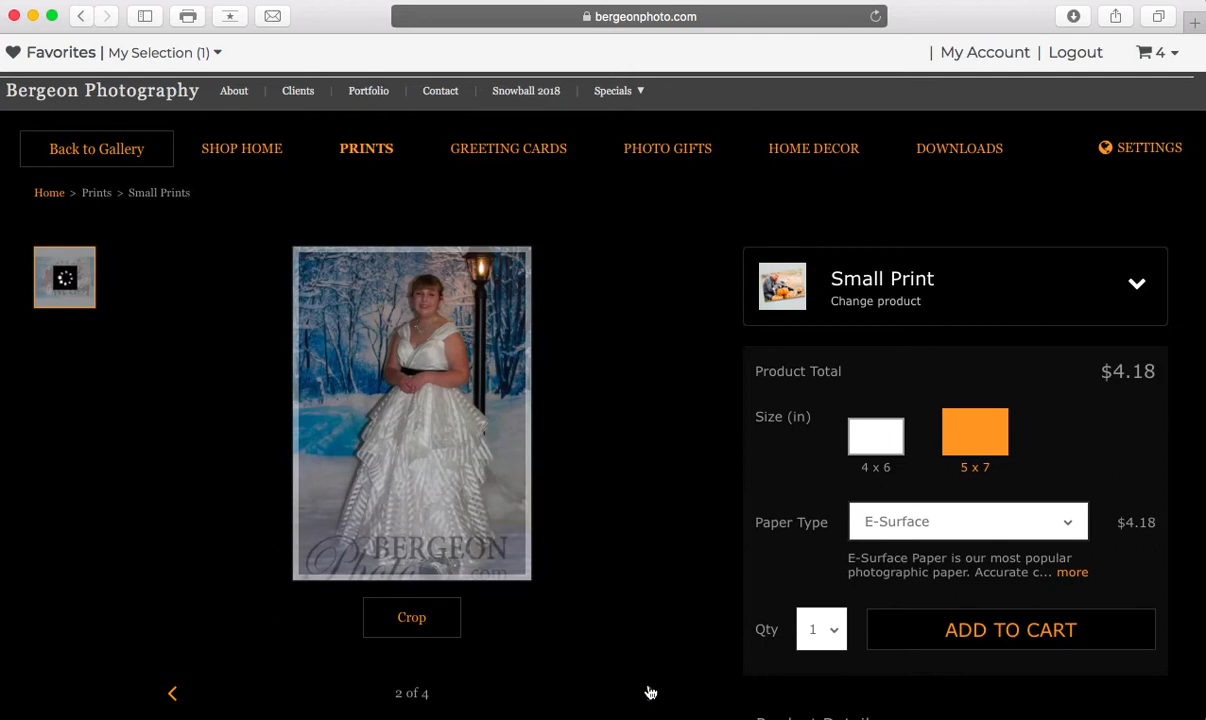 bergeonphoto.com
Favorites | My Selection (1)
| My Account | Logout 4
Bergeon Photography About | Clients | Portfolio | Contact | Snowball 2018 | Specials ▼
Back to Gallery SHOP HOME PRINTS GREETING CARDS PHOTO GIFTS HOME DECOR DOWNLOADS SETTINGS
Home > Prints > Small Prints
Small Print
Change product
Product Total $4.18
Size (in)
4 x 6 5 x 7
Paper Type E-Surface $4.18
E-Surface Paper is our most popular
photographic paper. Accurate c... more
Qty 1 ADD TO CART
BERGEON
.com
Crop
2 of 4